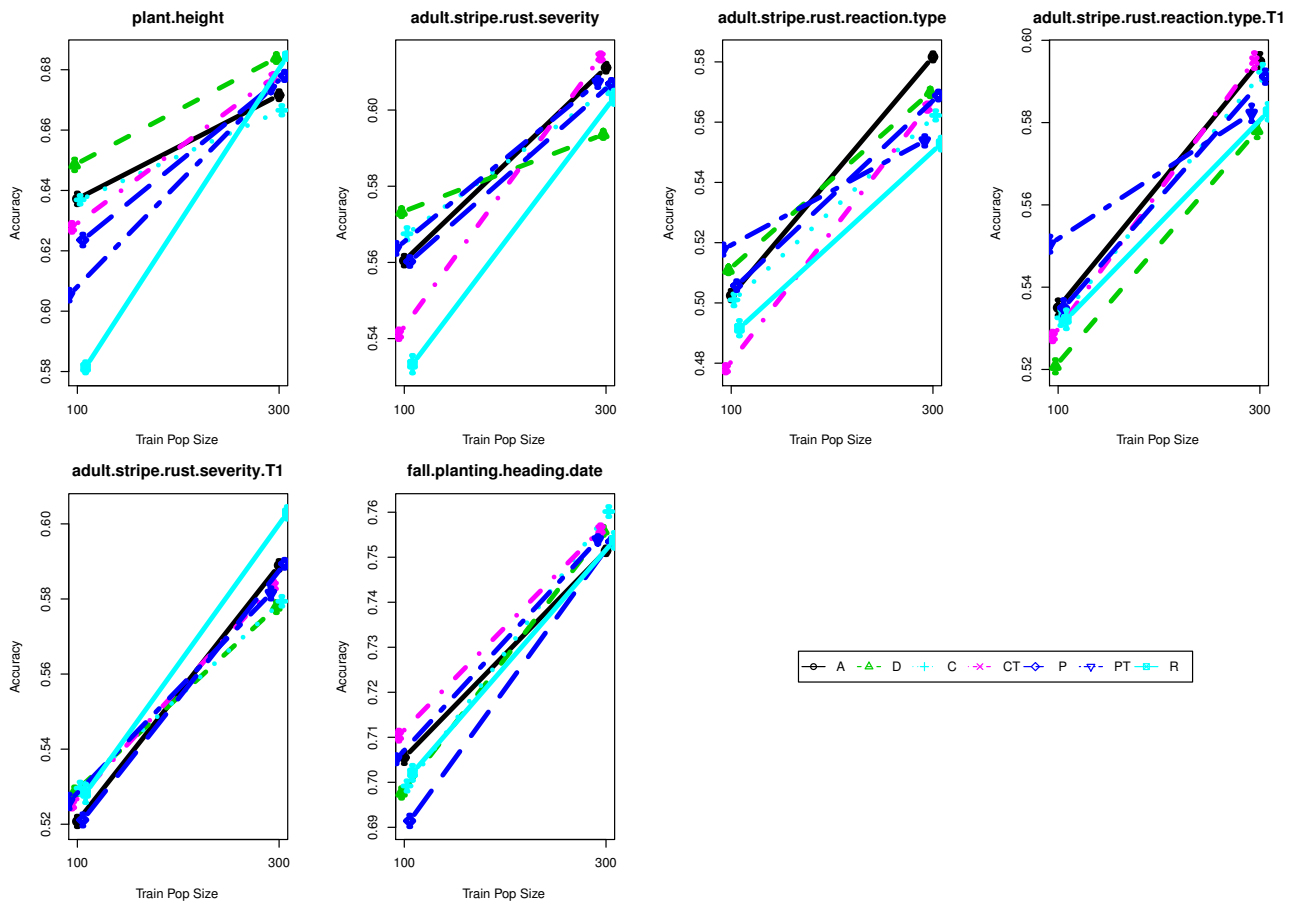 plant.height
Accuracy
0.58 0.60 0.62 0.64 0.66 0.68
100 300
Train Pop Size
adult.stripe.rust.severity
Accuracy
0.54 0.56 0.58 0.60
100 300
Train Pop Size
adult.stripe.rust.reaction.type
Accuracy
0.48 0.50 0.52 0.54 0.56 0.58
100 300
Train Pop Size
adult.stripe.rust.reaction.type.T1
Accuracy
0.52 0.54 0.56 0.58 0.60
100 300
Train Pop Size
adult.stripe.rust.severity.T1
Accuracy
0.52 0.54 0.56 0.58 0.60
100 300
Train Pop Size
fall.planting.heading.date
Accuracy
0.69 0.70 0.71 0.72 0.73 0.74 0.75 0.76
100 300
Train Pop Size
A D C CT P PT R